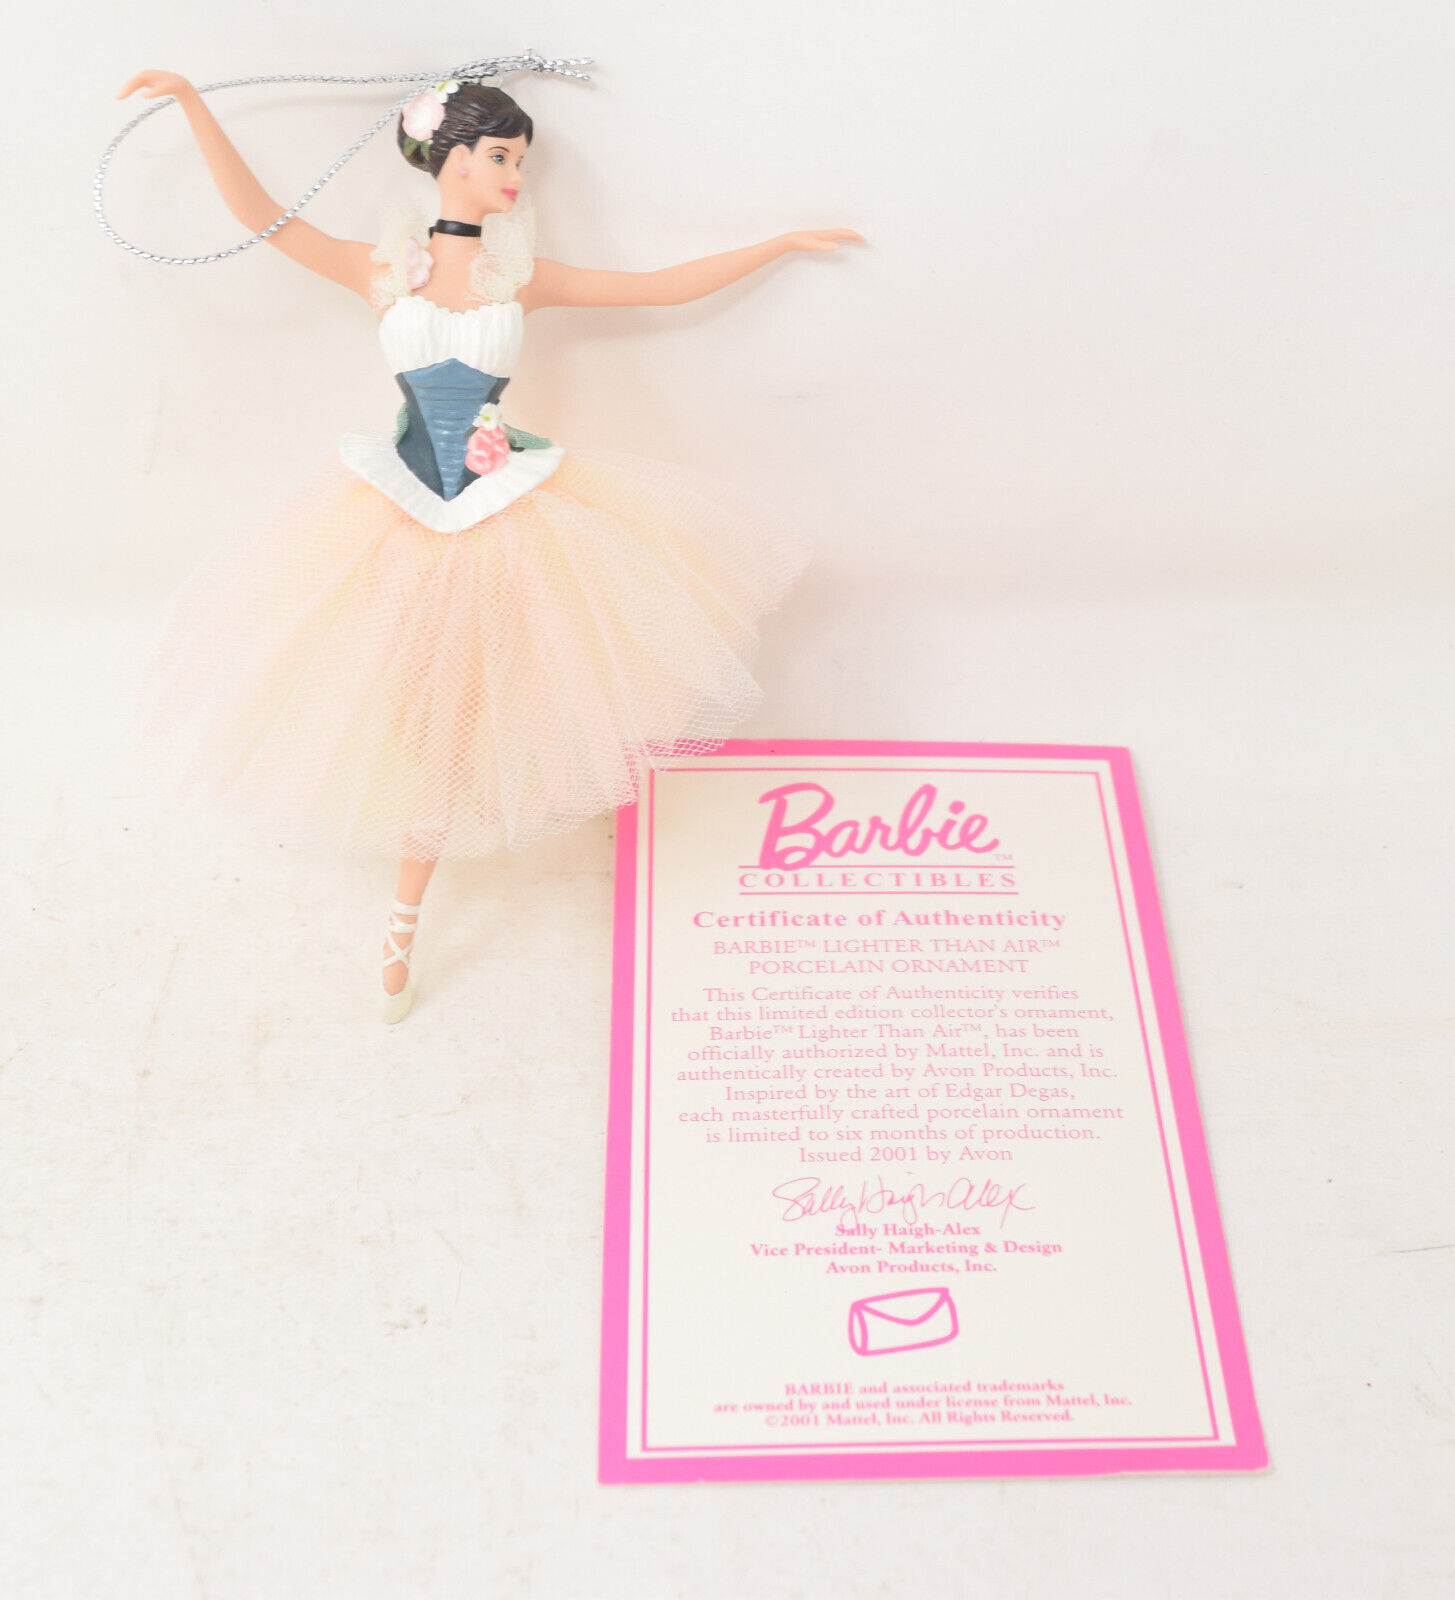 Barbie™
COLLECTIBLES
Certificate of Authenticity
BARBIE™ LIGHTER THAN AIR™
PORCELAIN ORNAMENT
This Certificate of Authenticity verifies
that this limited edition collector's ornament,
Barbie™ Lighter Than Air™, has been
officially authorized by Mattel, Inc. and is
authentically created by Avon Products, Inc.
Inspired by the art of Edgar Degas,
each masterfully crafted porcelain ornament
is limited to six months of production.
Issued 2001 by Avon
Sally Haigh-Alex
Sally Haigh-Alex
Vice President- Marketing & Design
Avon Products, Inc.
BARBIE and associated trademarks
are owned by and used under license from Mattel, Inc.
©2001 Mattel, Inc. All Rights Reserved.